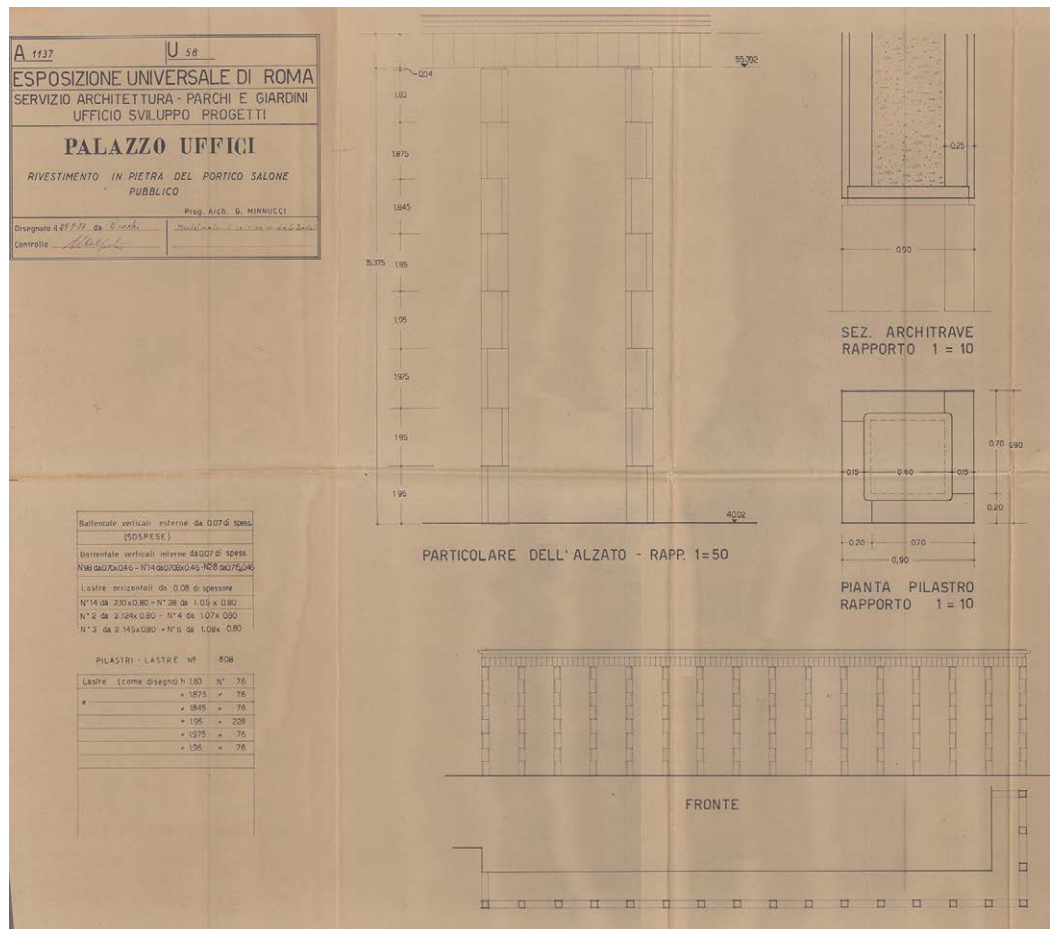 A 1137 U 58
ESPOSIZIONE UNIVERSALE DI ROMA
SERVIZIO ARCHITETTURA - PARCHI E GIARDINI
UFFICIO SVILUPPO PROGETTI
PALAZZO UFFICI
RIVESTIMENTO IN PIETRA DEL PORTICO SALONE
PUBBLICO
Prog. Arch. G. MINNUCCI
Disegnato il da
Controllo
0.04
1.83
1.875
1.845
15.375 1.95
1.95
1.975
1.95
1.96
55.392
40.02
PARTICOLARE DELL'ALZATO - RAPP. 1=50
0.25
0.90
SEZ. ARCHITRAVE
RAPPORTO 1 = 10
0.15 0.60 0.15
0.70 0.90
0.20
0.20 0.70
0,90
PIANTA PILASTRO
RAPPORTO 1 = 10
Battentate verticali esterne da 0.07 di spess.
(SOSPESE)
Battentate verticali interne da 0.07 di spess.
N°98 da 0.70x0.46 - N°14 da 0.708x0.46 - N°28 da 0.715x0.46
Lastre orrizontali da 0.08 di spessore
N°14 da 2.10x0.80 - N°38 da 1.05 x 0.80
N°2 da 2.124x0.80 - N°4 da 1.07x 0.80
N°3 da 2.145x0.80 - N°6 da 1.08x 0.80
PILASTRI - LASTRE N° 608
Lastre (come disegno) h 1.83 N° 76
" 1.875 " 76
" 1.845 " 76
" 1.95 " 228
" 1.975 " 76
" 1.96 " 76
FRONTE